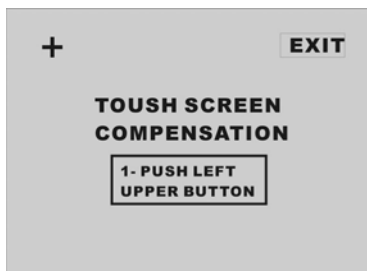 +
EXIT
TOUSH SCREEN
COMPENSATION
1- PUSH LEFT
UPPER BUTTON